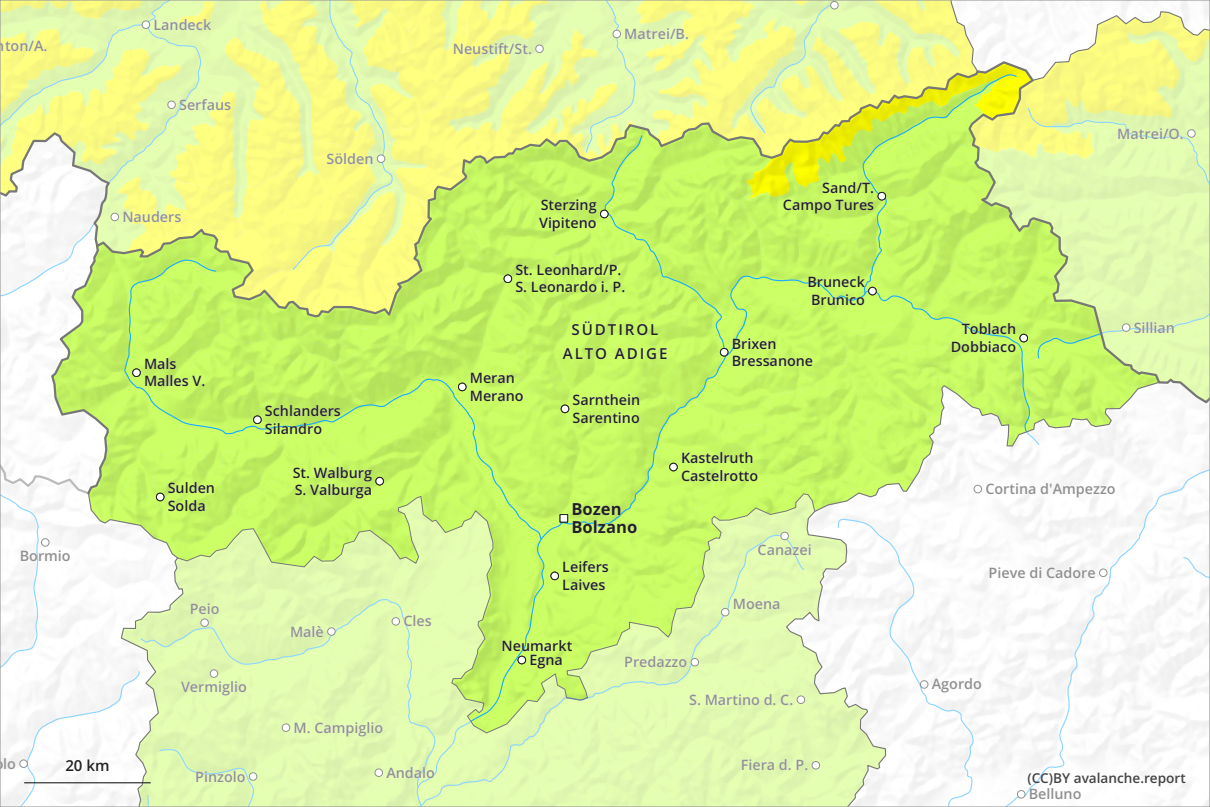 Landeck
Matrei/B.
Neustift/St.
nton/A.
Serfaus
Matrei/O.
Sölden
Sand/T.
Campo Tures
Nauders
Sterzing
Vipiteno
St. Leonhard/P.
S. Leonardo i. P.
Bruneck
Brunico
SÜDTIROL
ALTO ADIGE
Toblach
Dobbiaco
Sillian
Brixen
Bressanone
Mals
Malles V.
Meran
Merano
Sarnthein
Sarentino
Schlanders
Silandro
Kastelruth
Castelrotto
St. Walburg
S. Valburga
Sulden
Solda
Cortina d'Ampezzo
Bozen
Bolzano
Bormio
Canazei
Leifers
Laives
Pieve di Cadore
Peio
Moena
Malè
Cles
Neumarkt
Egna
Predazzo
Vermiglio
Agordo
S. Martino d. C.
M. Campiglio
olo
20 km
Pinzolo
Andalo
Fiera d. P.
(CC)BY avalanche.report
Belluno